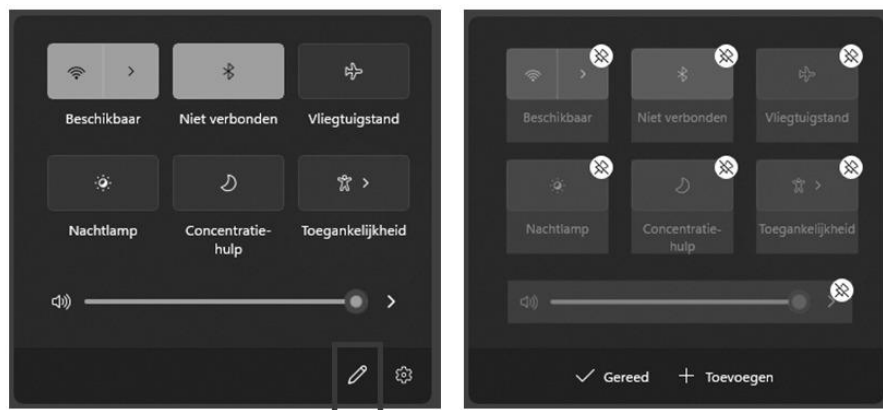 Beschikbaar
Niet verbonden
Vliegtuigstand
Nachtlamp
Concentratie-
hulp
Toegankelijkheid
Beschikbaar
Niet verbonden
Vliegtuigstand
Nachtlamp
Concentratie-
hulp
Toegankelijkheid
Gereed
Toevoegen